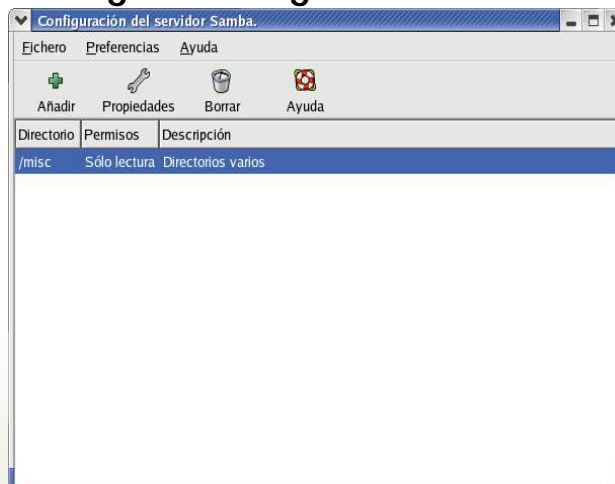 Configuración del servidor Samba.
Fichero Preferencias Ayuda
Añadir Propiedades Borrar Ayuda
Directorio Permisos Descripción
/misc Sólo lectura Directorios varios